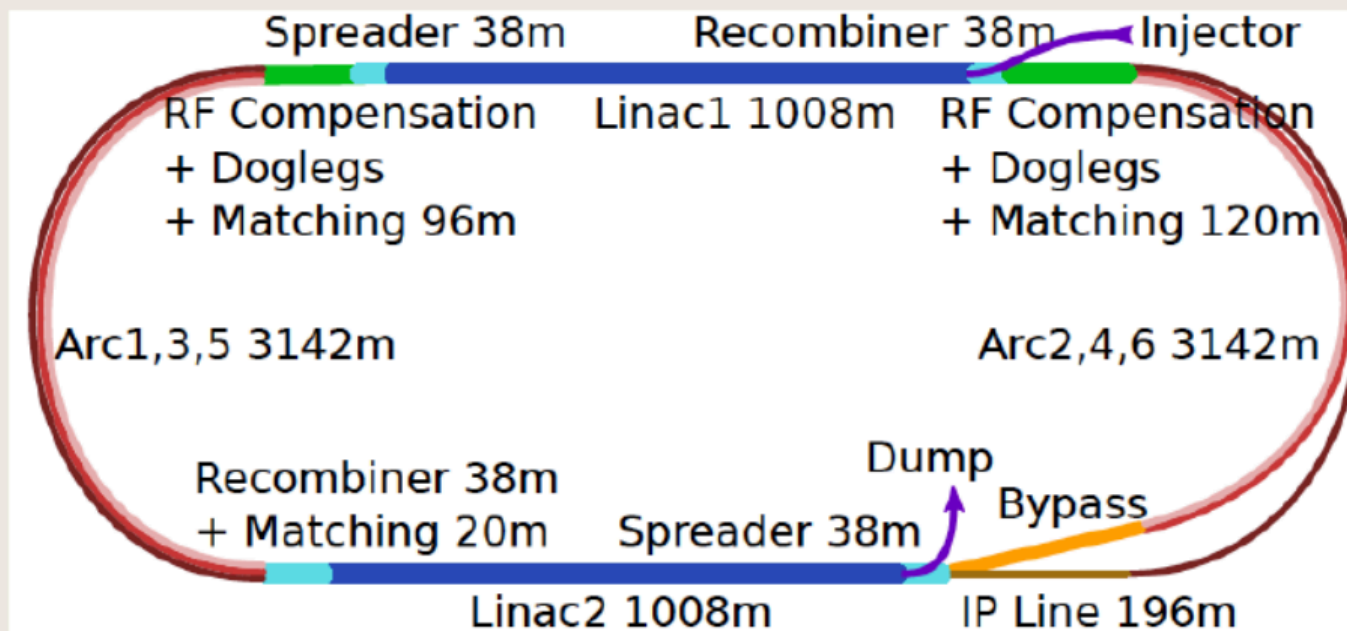 Spreader 38m
Recombiner 38m
Injector
RF Compensation
+ Doglegs
+ Matching 96m
Linac1 1008m
RF Compensation
+ Doglegs
+ Matching 120m
Arc1,3,5 3142m
Arc2,4,6 3142m
Recombiner 38m
+ Matching 20m
Spreader 38m
Dump
Bypass
Linac2 1008m
IP Line 196m